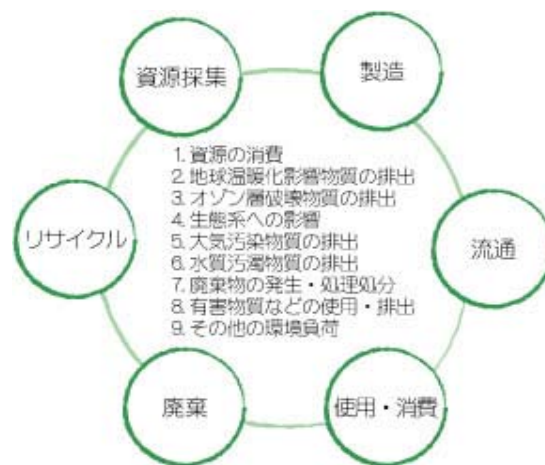 資源採集
製造
1. 資源の消費
2. 地球温暖化影響物質の排出
3. オゾン層破壊物質の排出
4. 生態系への影響
5. 大気汚染物質の排出
6. 水質汚濁物質の排出
7. 廃棄物の発生・処理処分
8. 有害物質などの使用・排出
9. その他の環境負荷
リサイクル
流通
廃棄
使用・消費